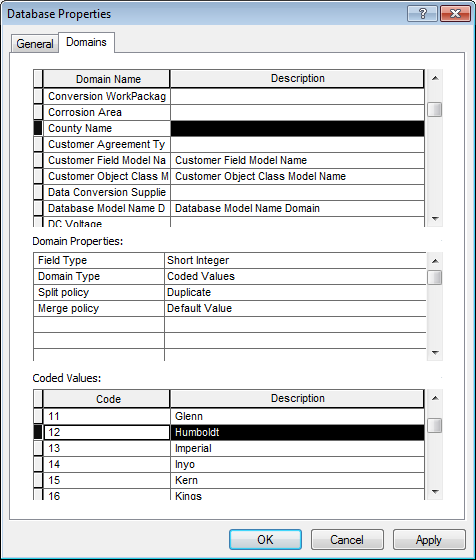 Database Properties
General Domains
Domain Name Description
Conversion WorkPackag
Corrosion Area
County Name
Customer Agreement Ty
Customer Field Model Na Customer Field Model Name
Customer Object Class M Customer Object Class Model Name
Data Conversion Supplie
Database Model Name D Database Model Name Domain
DC Voltage
Domain Properties:
Field Type Short Integer
Domain Type Coded Values
Split policy Duplicate
Merge policy Default Value
Coded Values:
Code Description
11 Glenn
12 Humboldt
13 Imperial
14 Inyo
15 Kern
16 Kings
OK Cancel Apply